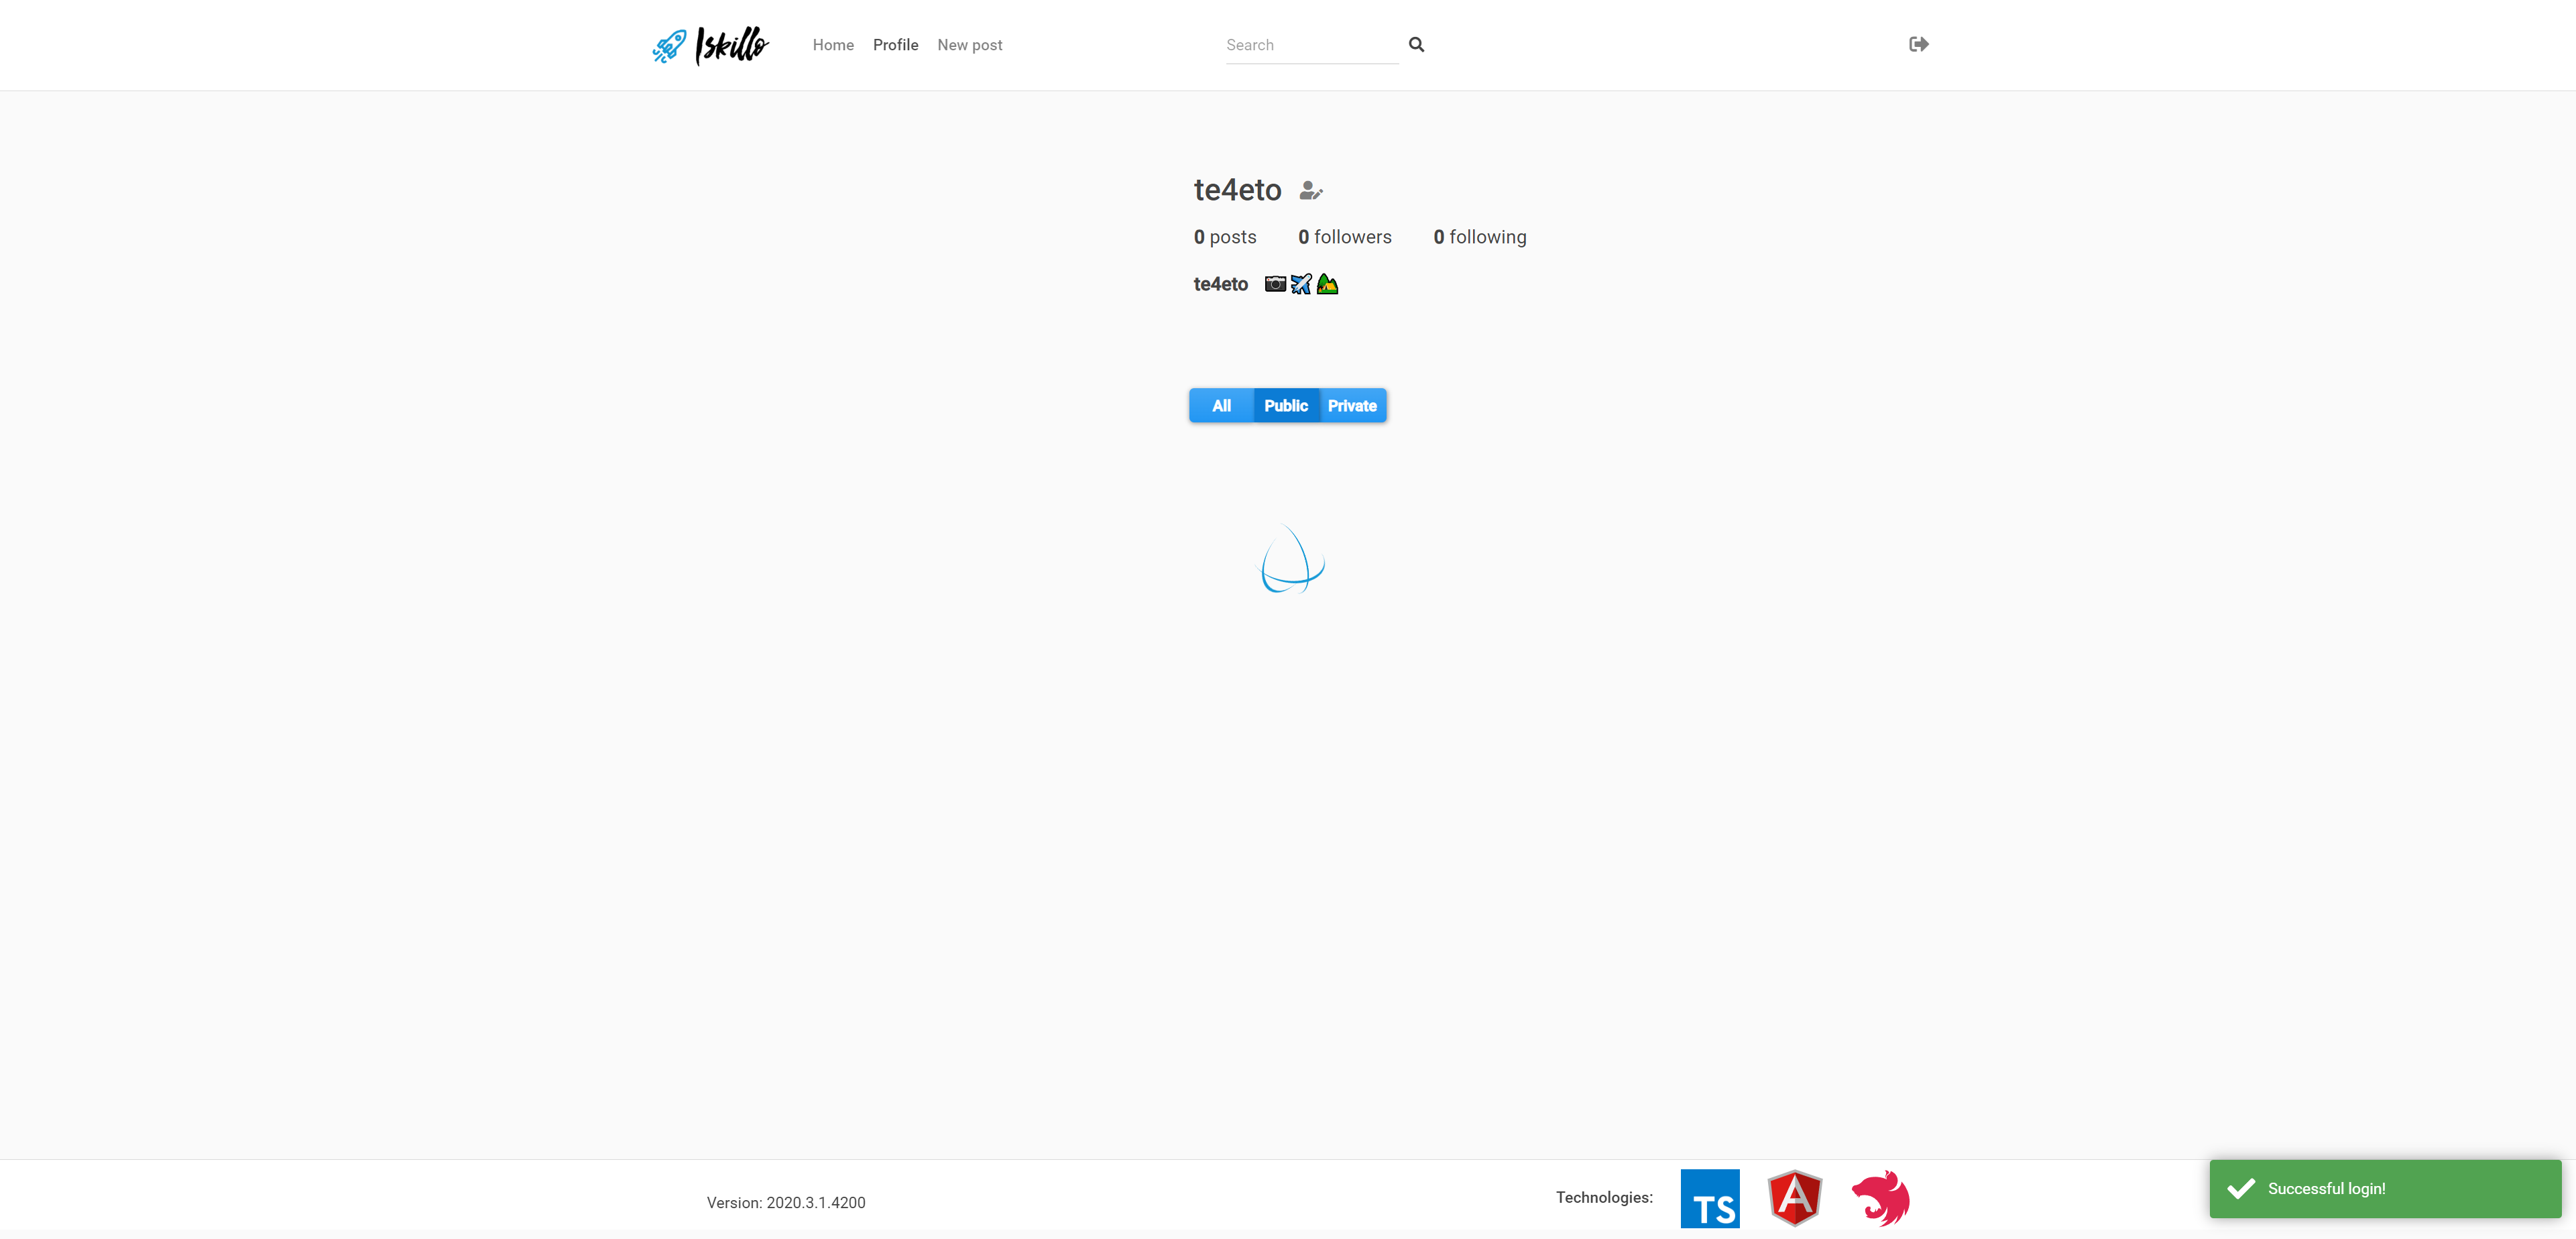 Iskillo Home Profile New post Search
te4eto
0 posts 0 followers 0 following
te4eto
All Public Private
Version: 2020.3.1.4200 Technologies: TS A Successful login!